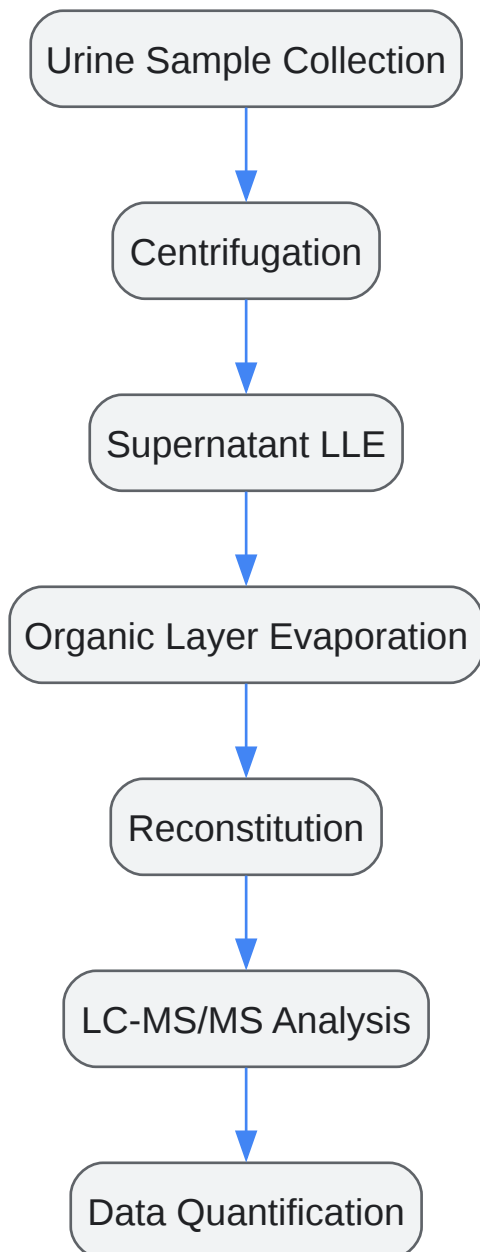 Urine Sample Collection
Centrifugation
Supernatant LLE
Organic Layer Evaporation
Reconstitution
LC-MS/MS Analysis
Data Quantification